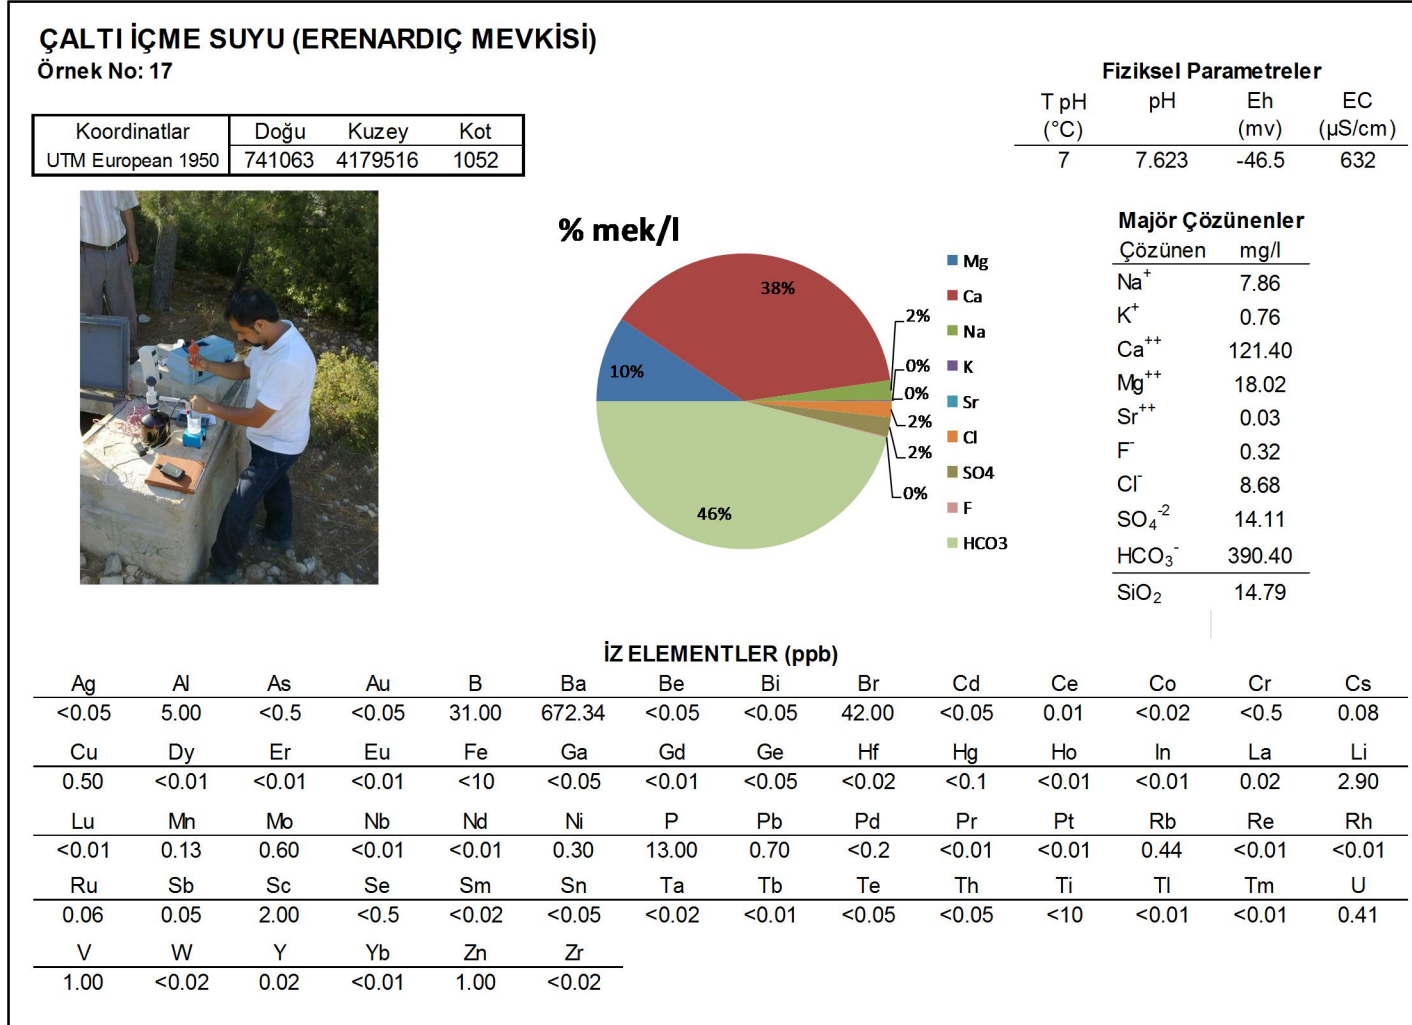 ÇALTI İÇME SUYU (ERENARDIÇ MEVKİSİ)
Örnek No: 17
Koordinatlar Doğu Kuzey Kot
UTM European 1950 741063 4179516 1052
Fiziksel Parametreler
T pH pH Eh EC
(°C) (mv) (µS/cm)
7 7.623 -46.5 632
% mek/l
38%
10%
2%
0%
0%
2%
2%
0%
46%
Mg
Ca
Na
K
Sr
Cl
SO4
F
HCO3
Majör Çözünenler
Çözünen mg/l
Na⁺ 7.86
K⁺ 0.76
Ca⁺⁺ 121.40
Mg⁺⁺ 18.02
Sr⁺⁺ 0.03
F⁻ 0.32
Cl⁻ 8.68
SO₄⁻² 14.11
HCO₃⁻ 390.40
SiO₂ 14.79
İZ ELEMENTLER (ppb)
Ag Al As Au B Ba Be Bi Br Cd Ce Co Cr Cs
<0.05 5.00 <0.5 <0.05 31.00 672.34 <0.05 <0.05 42.00 <0.05 0.01 <0.02 <0.5 0.08
Cu Dy Er Eu Fe Ga Gd Ge Hf Hg Ho In La Li
0.50 <0.01 <0.01 <0.01 <10 <0.05 <0.01 <0.05 <0.02 <0.1 <0.01 <0.01 0.02 2.90
Lu Mn Mo Nb Nd Ni P Pb Pd Pr Pt Rb Re Rh
<0.01 0.13 0.60 <0.01 <0.01 0.30 13.00 0.70 <0.2 <0.01 <0.01 0.44 <0.01 <0.01
Ru Sb Sc Se Sm Sn Ta Tb Te Th Ti Tl Tm U
0.06 0.05 2.00 <0.5 <0.02 <0.05 <0.02 <0.01 <0.05 <0.05 <10 <0.01 <0.01 0.41
V W Y Yb Zn Zr
1.00 <0.02 0.02 <0.01 1.00 <0.02